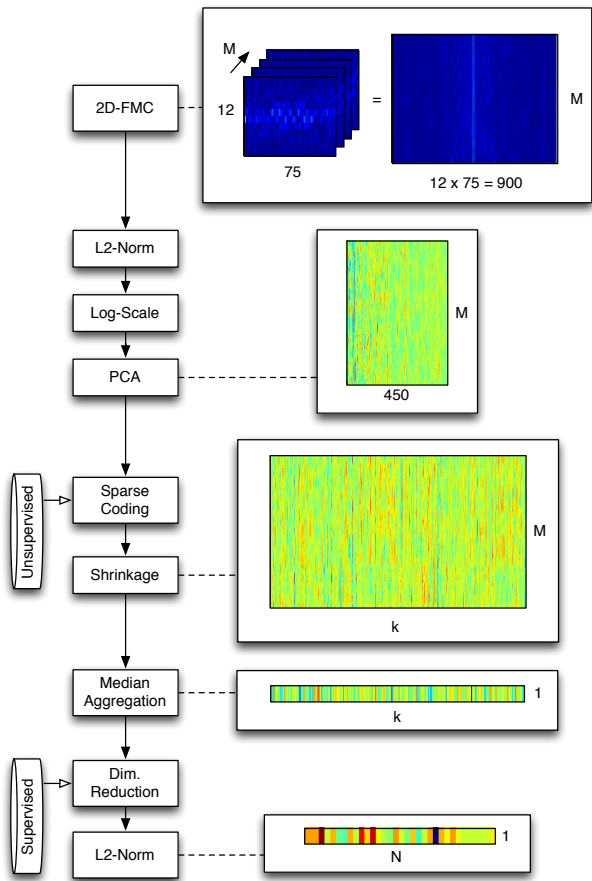 M
2D-FMC
12
=
M
75
12 x 75 = 900
L2-Norm
Log-Scale
M
PCA
450
Unsupervised
Sparse
Coding
M
Shrinkage
k
Median
Aggregation
1
k
Supervised
Dim.
Reduction
1
L2-Norm
N